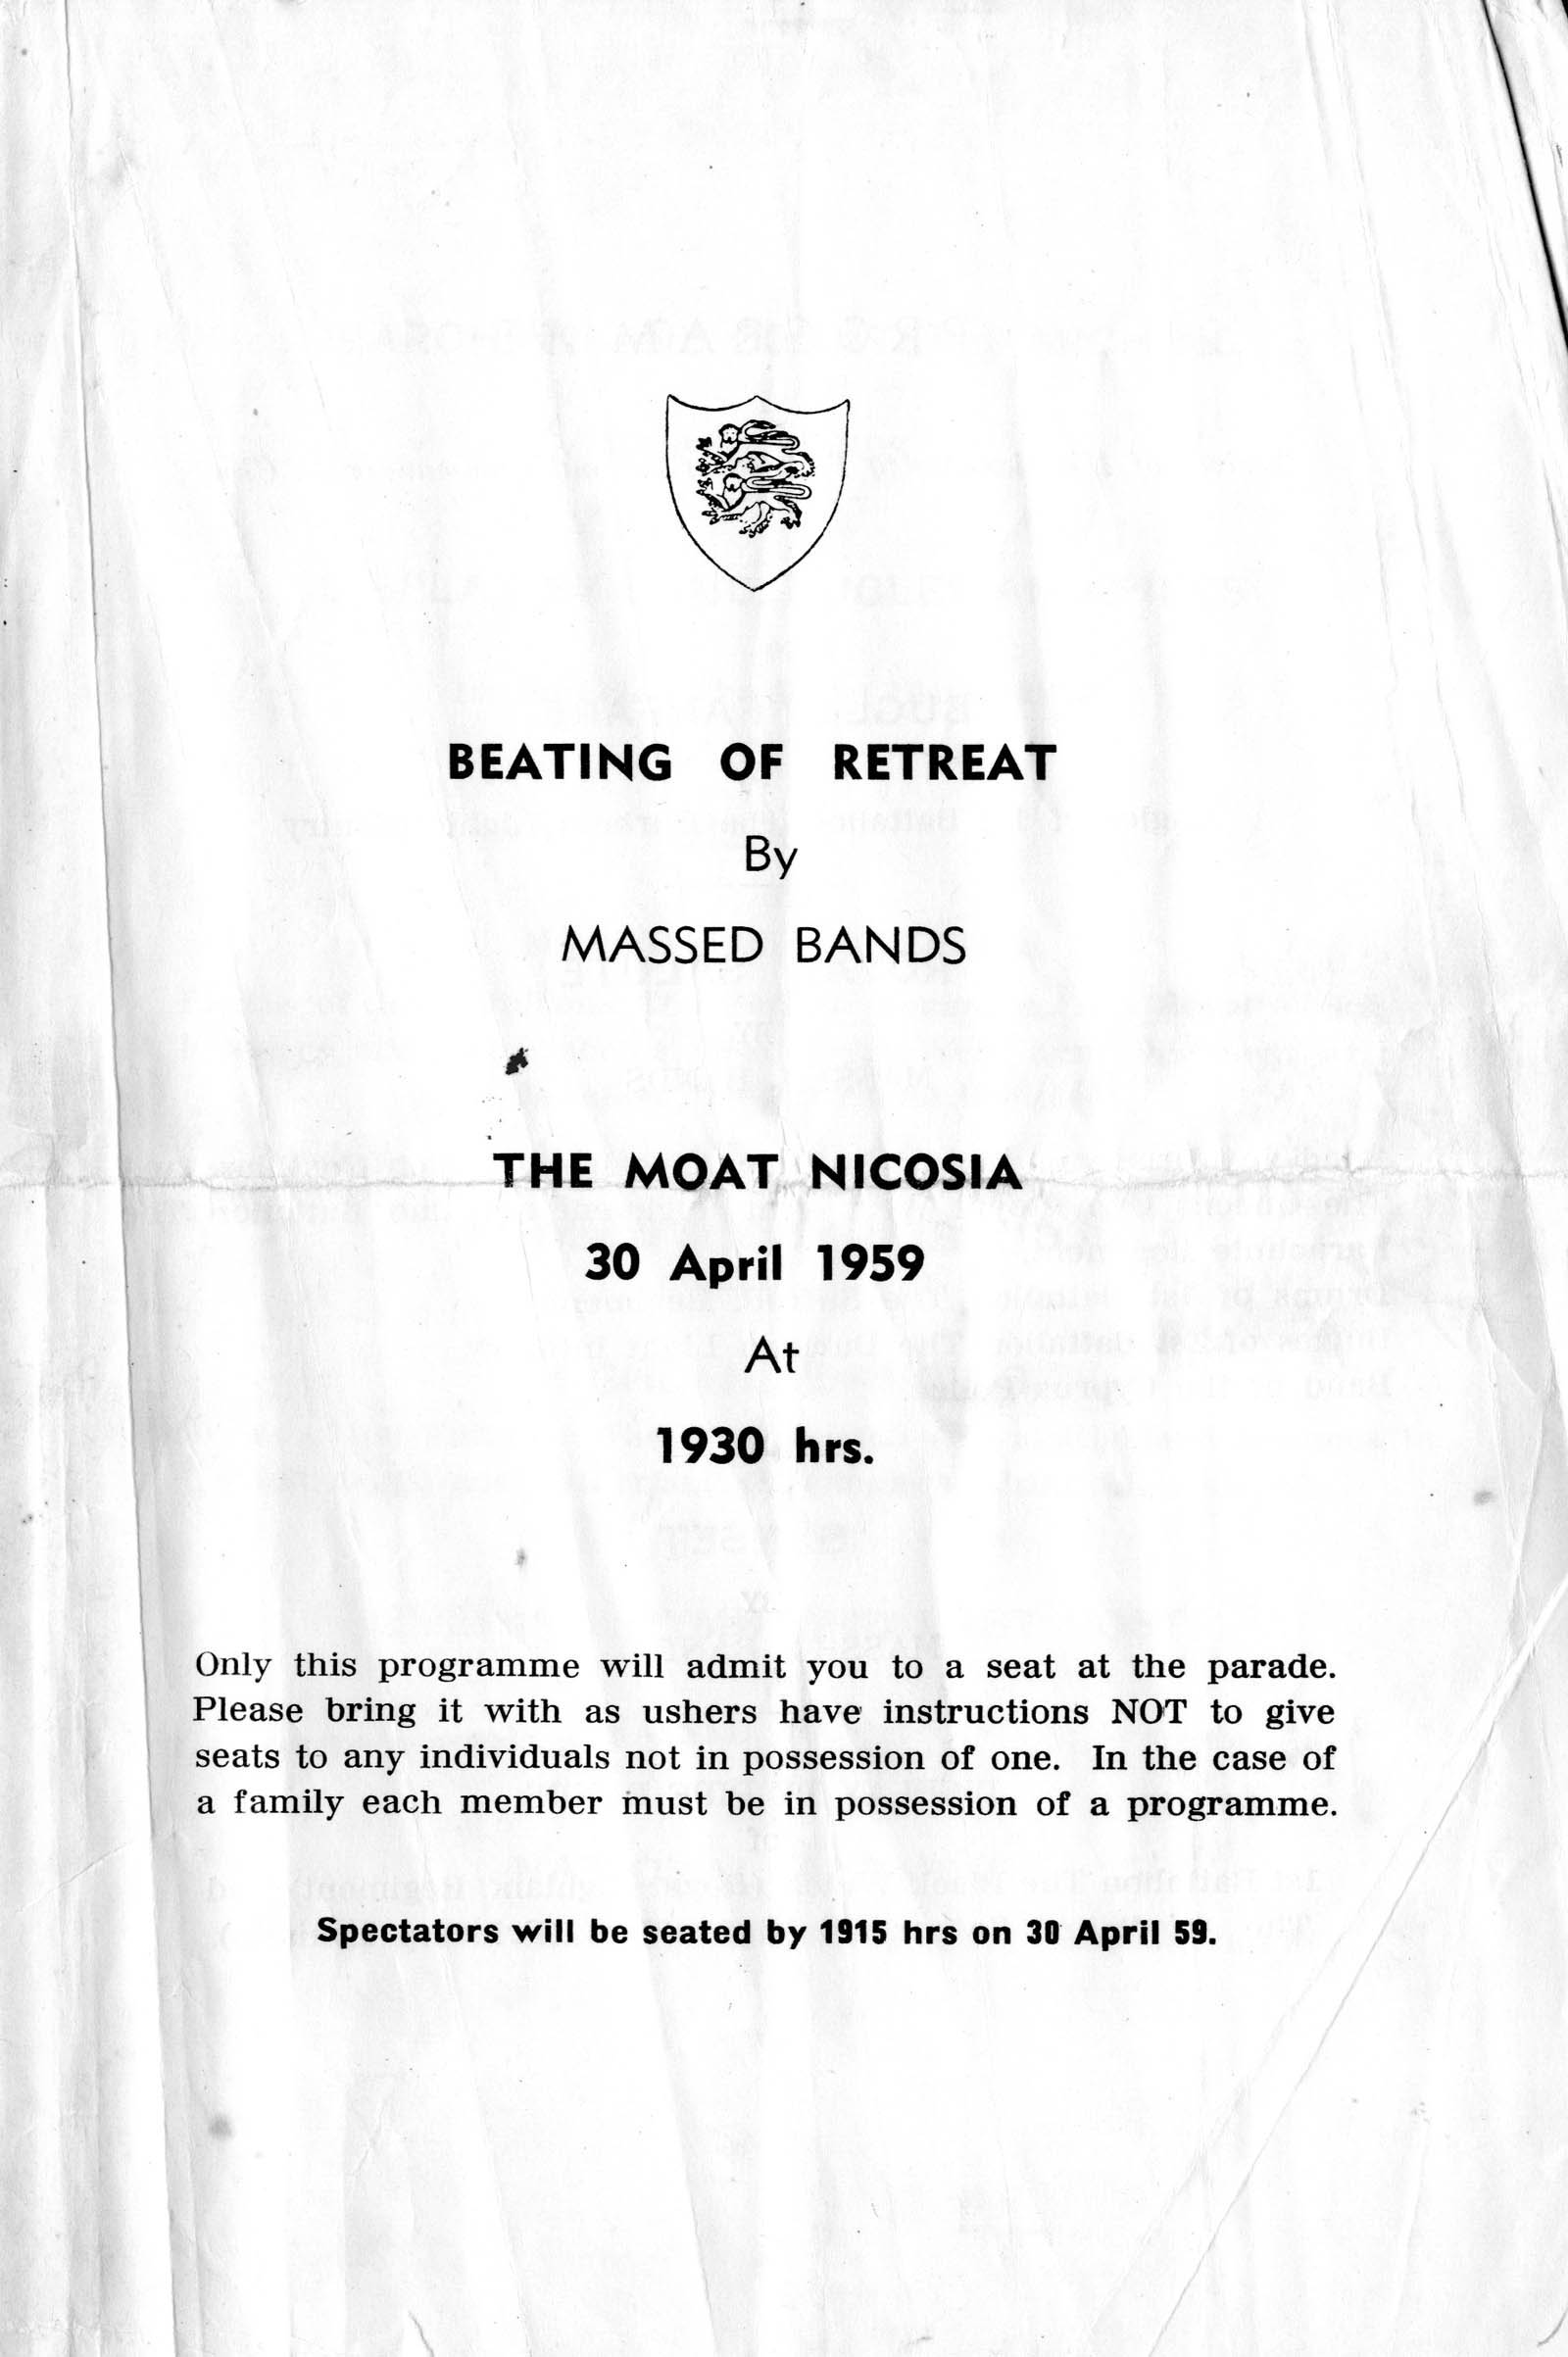 BEATING OF RETREAT
By
MASSED BANDS
THE MOAT NICOSIA
30 April 1959
At
1930 hrs.
Only this programme will admit you to a seat at the parade.
Please bring it with as ushers have instructions NOT to give
seats to any individuals not in possession of one. In the case of
a family each member must be in possession of a programme.
Spectators will be seated by 1915 hrs on 30 April 59.